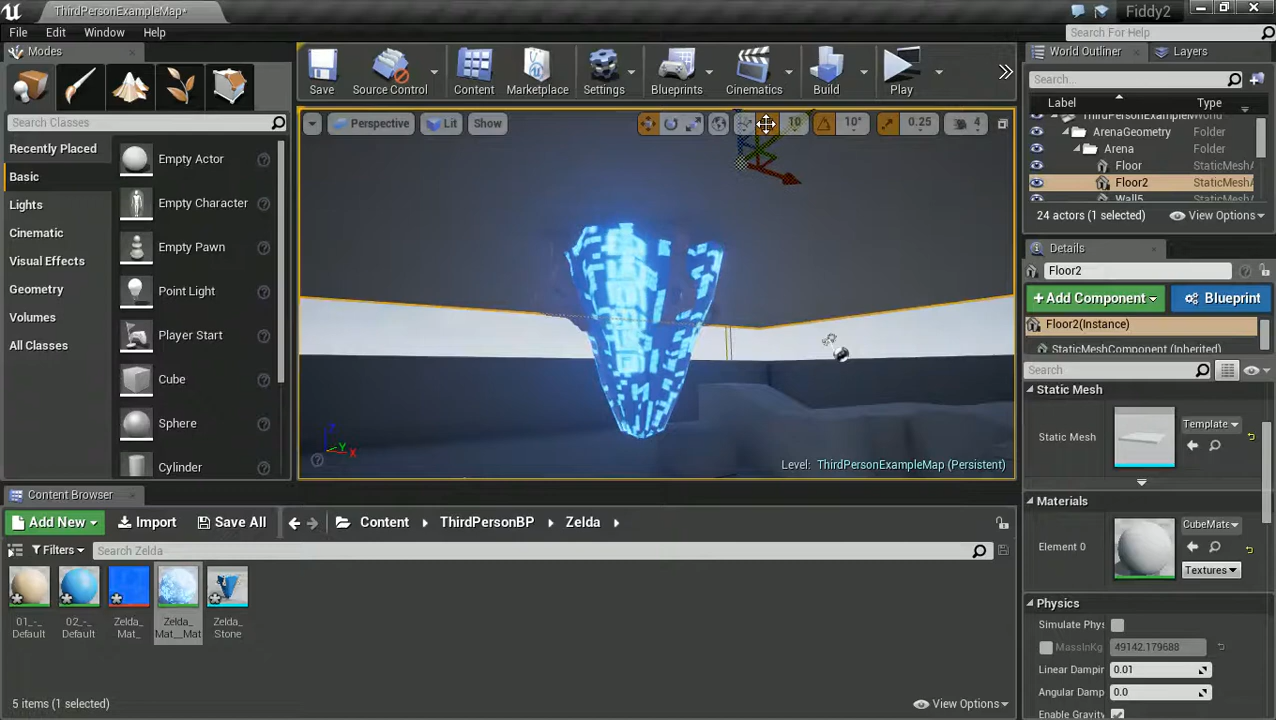 ThirdPersonExampleMap*
Fiddy2
File Edit Window Help
Search For Help
Modes
Search Classes
Recently Placed
Basic
Lights
Cinematic
Visual Effects
Geometry
Volumes
All Classes
Empty Actor
Empty Character
Empty Pawn
Point Light
Player Start
Cube
Sphere
Cylinder
Save
Source Control
Content
Marketplace
Settings
Blueprints
Cinematics
Build
Play
Perspective
Lit
Show
10
10°
0.25
4
Z
Y
X
Level: ThirdPersonExampleMap (Persistent)
World Outliner
Layers
Search...
Label
Type
ArenaGeometry Folder
Arena Folder
Floor StaticMesh
Floor2 StaticMesh
24 actors (1 selected)
View Options
Details
Floor2
+Add Component
Blueprint
Floor2(Instance)
StaticMeshComponent (Inherited)
Search
Static Mesh
Static Mesh
Template
Materials
Element 0
CubeMate
Textures
Physics
Simulate Phys
MassInKg
49142.179688
Linear Dampin
0.01
Angular Damp
0.0
Enable Gravity
Content Browser
Add New
Import
Save All
Content
ThirdPersonBP
Zelda
Filters
Search Zelda
01_-_
Default
02_-_
Default
Zelda_
Mat_
Zelda_
Mat__Mat
Zelda_
Stone
5 items (1 selected)
View Options